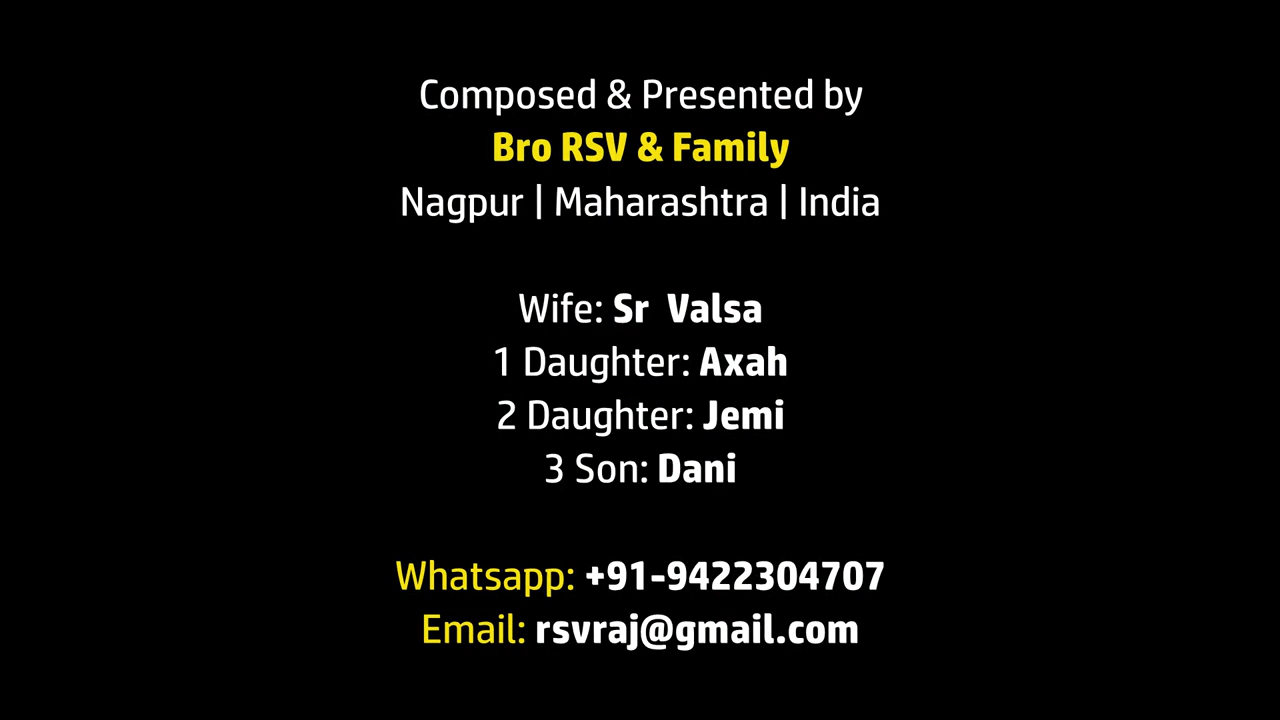 Composed & Presented by
Bro RSV & Family
Nagpur | Maharashtra | India
Wife: Sr  Valsa
1 Daughter: Axah
2 Daughter: Jemi
3 Son: Dani
Whatsapp: +91-9422304707
Email: rsvraj@gmail.com